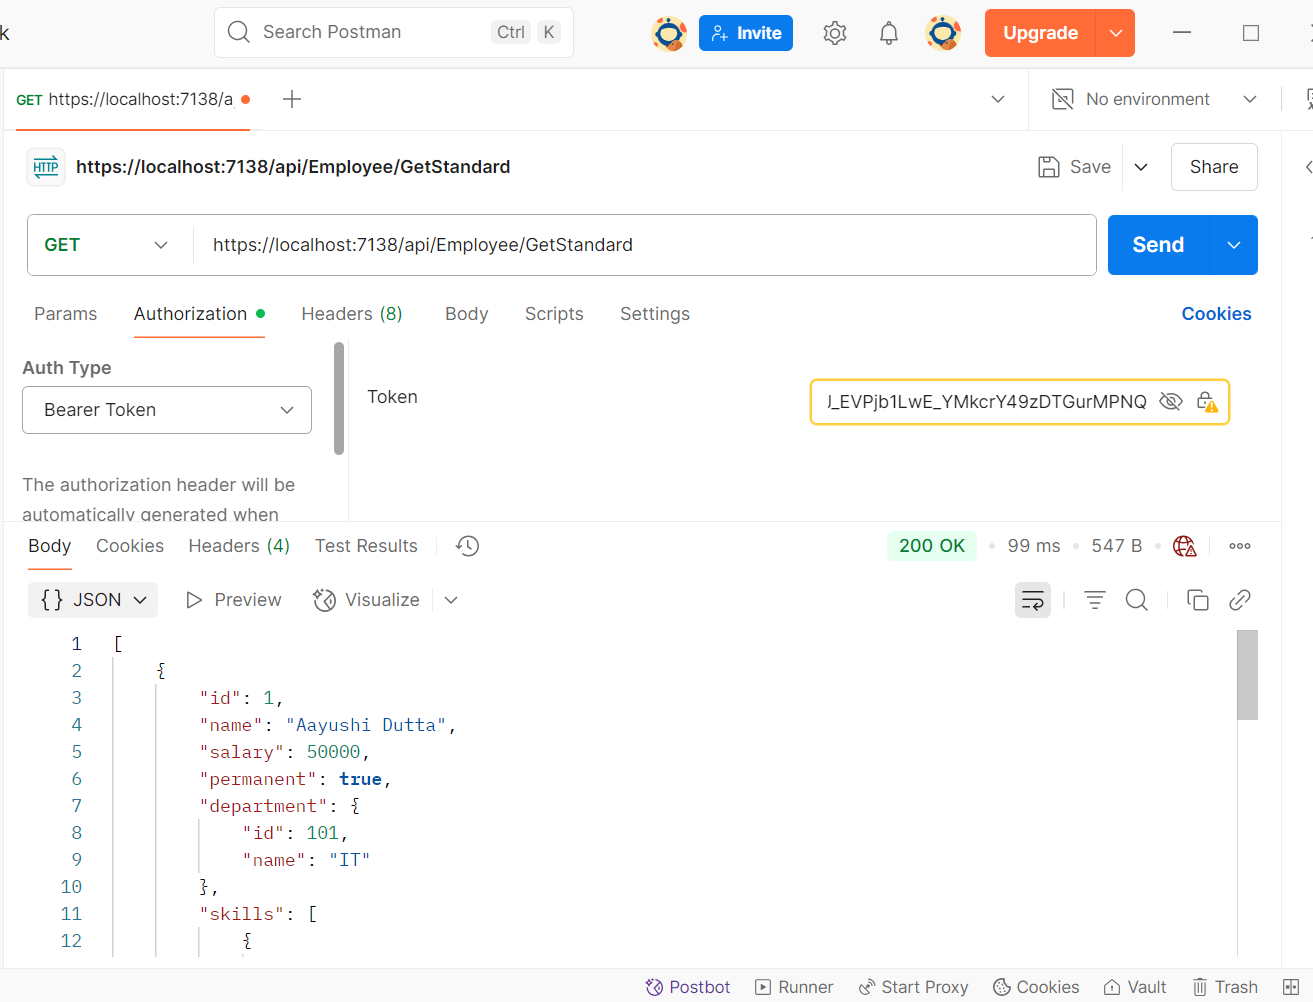 k
Search Postman Ctrl K Invite Upgrade
GET https://localhost:7138/a No environment
HTTP https://localhost:7138/api/Employee/GetStandard Save Share
GET https://localhost:7138/api/Employee/GetStandard Send
Params Authorization Headers (8) Body Scripts Settings Cookies
Auth Type
Bearer Token
Token J_EVPjb1LwE_YMkcrY49zDTGurMPNQ
The authorization header will be
automatically generated when
Body Cookies Headers (4) Test Results 200 OK 99 ms 547 B
{} JSON Preview Visualize
1 [
2 {
3 "id": 1,
4 "name": "Aayushi Dutta",
5 "salary": 50000,
6 "permanent": true,
7 "department": {
8 "id": 101,
9 "name": "IT"
10 },
11 "skills": [
12 {
Postbot Runner Start Proxy Cookies Vault Trash